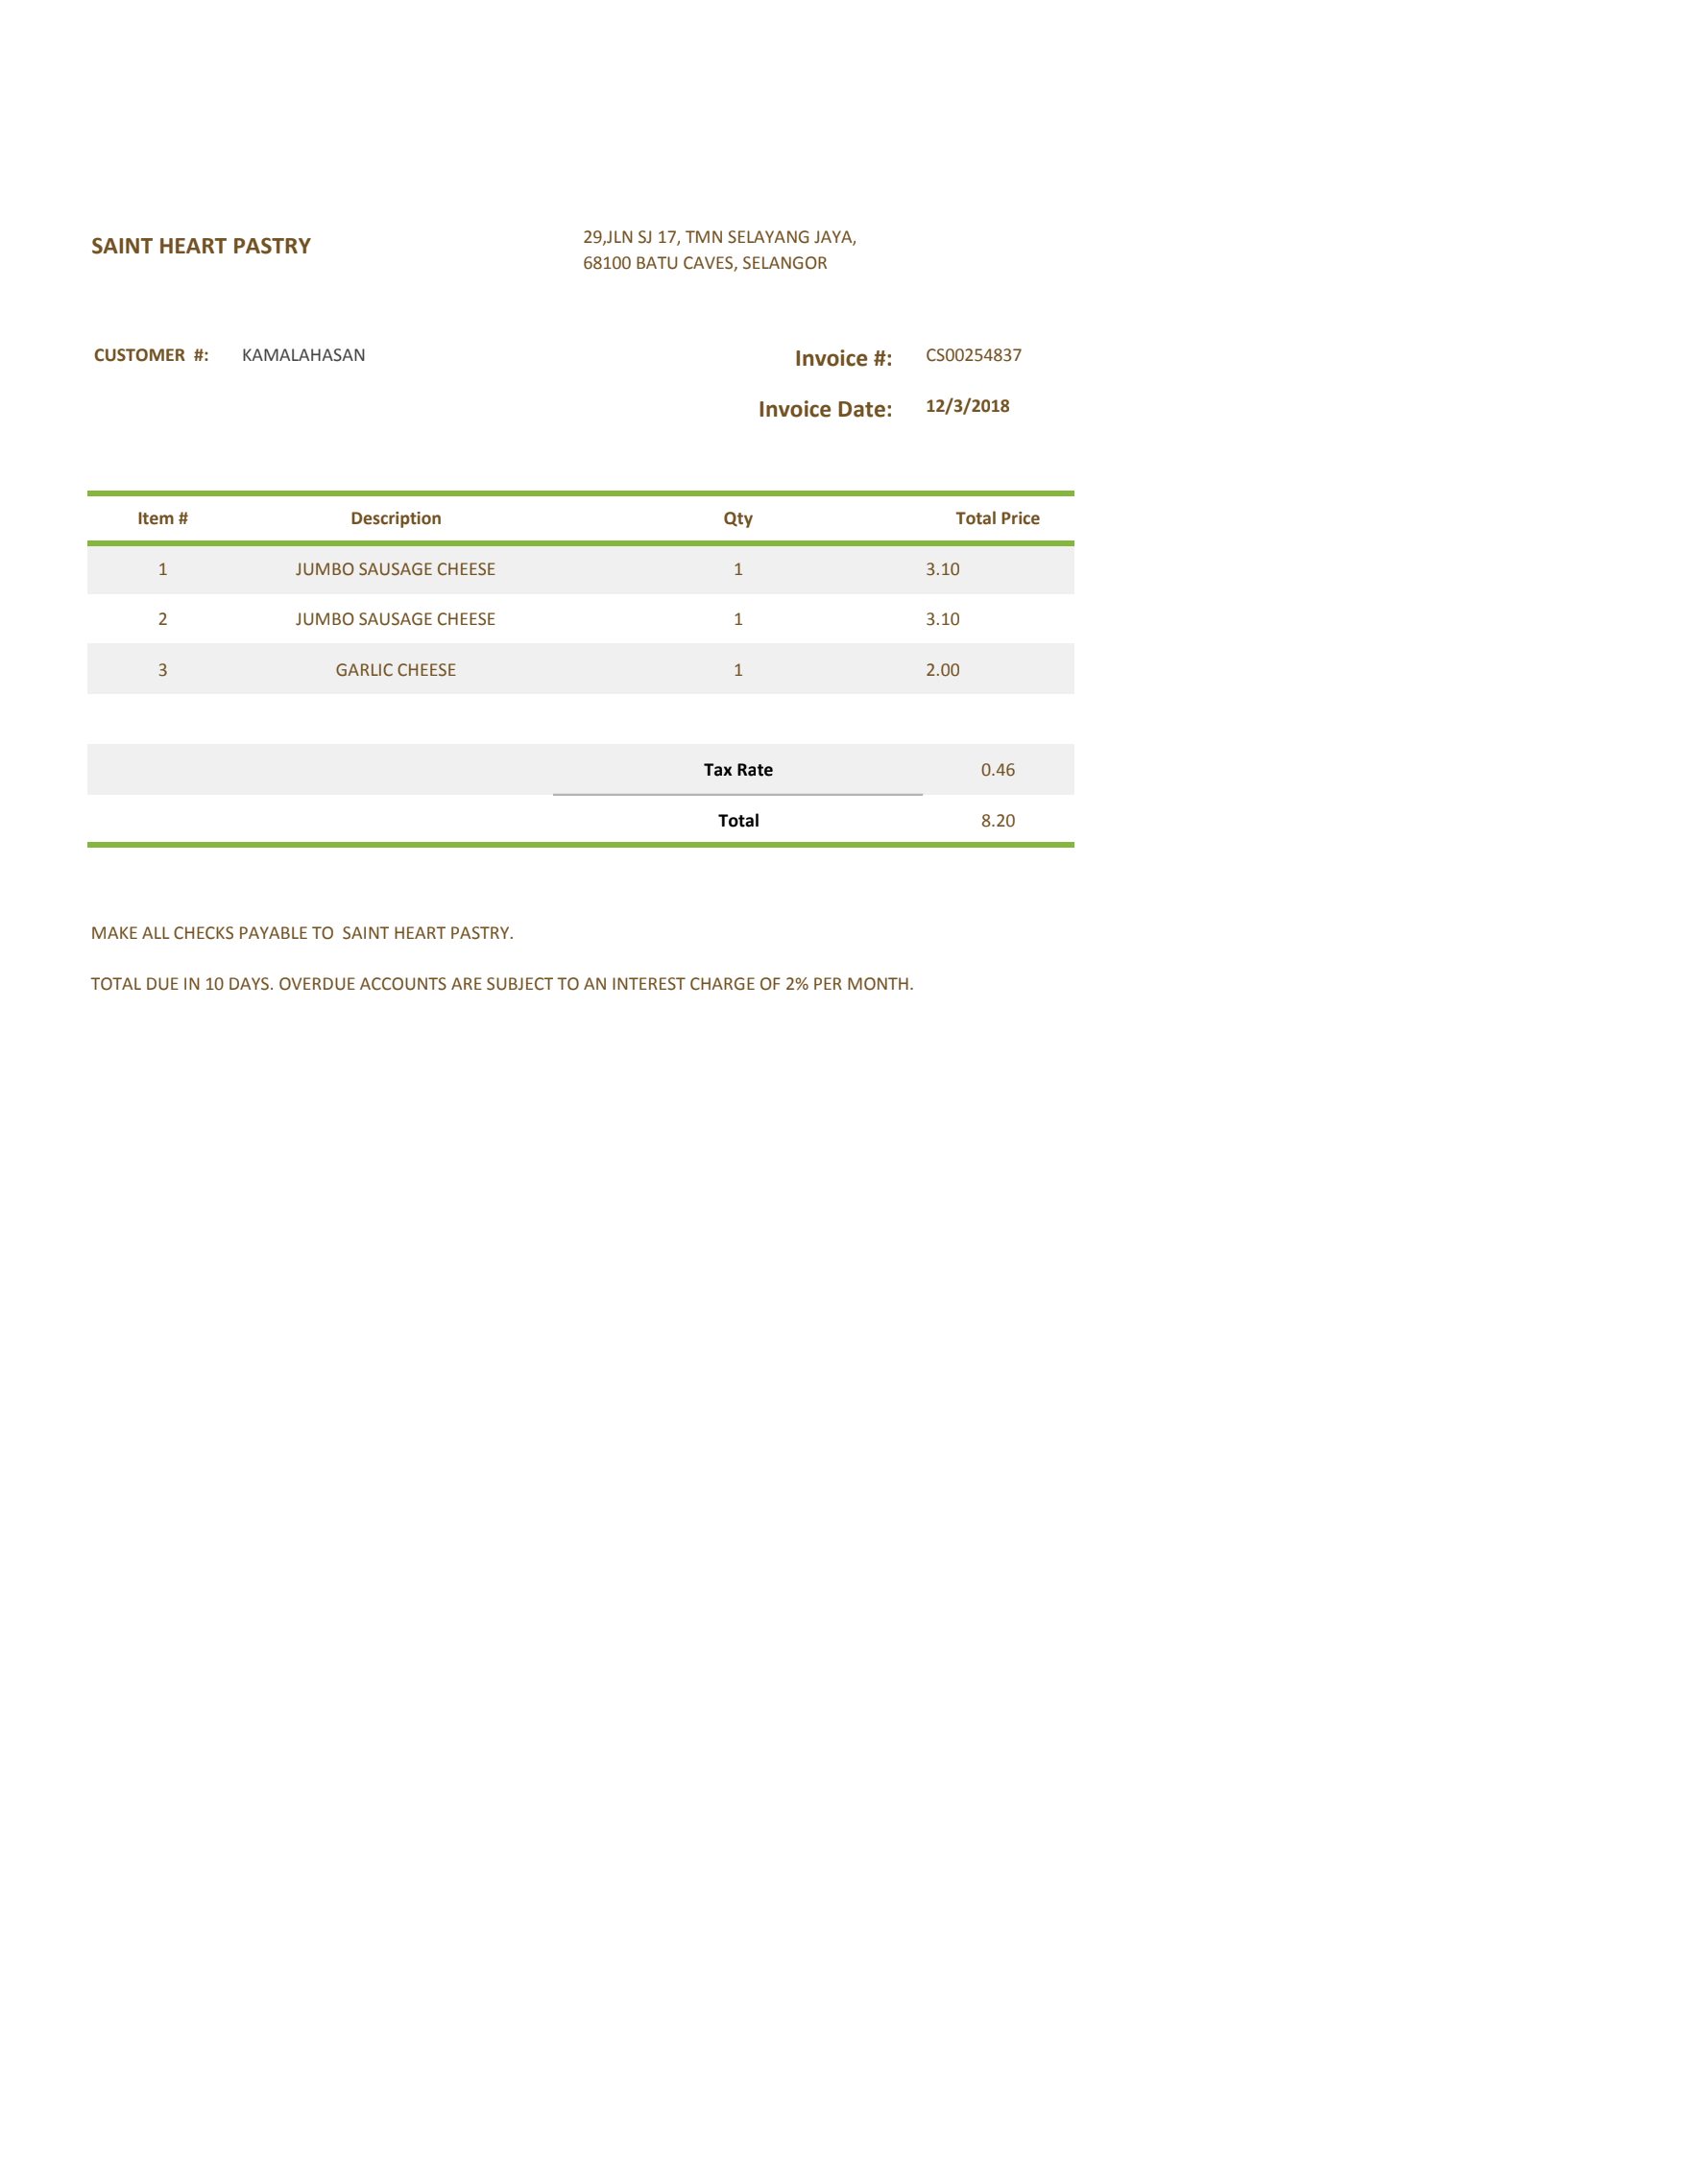 SAINT HEART PASTRY
29,JLN SJ 17, TMN SELAYANG JAYA,
68100 BATU CAVES, SELANGOR
CUSTOMER  #: KAMALAHASAN
Invoice #: CS00254837
Invoice Date: 12/3/2018
Item # Description Qty Total Price
1 JUMBO SAUSAGE CHEESE 1 3.10
2 JUMBO SAUSAGE CHEESE 1 3.10
3 GARLIC CHEESE 1 2.00
Tax Rate 0.46
Total 8.20
MAKE ALL CHECKS PAYABLE TO  SAINT HEART PASTRY.
TOTAL DUE IN 10 DAYS. OVERDUE ACCOUNTS ARE SUBJECT TO AN INTEREST CHARGE OF 2% PER MONTH.